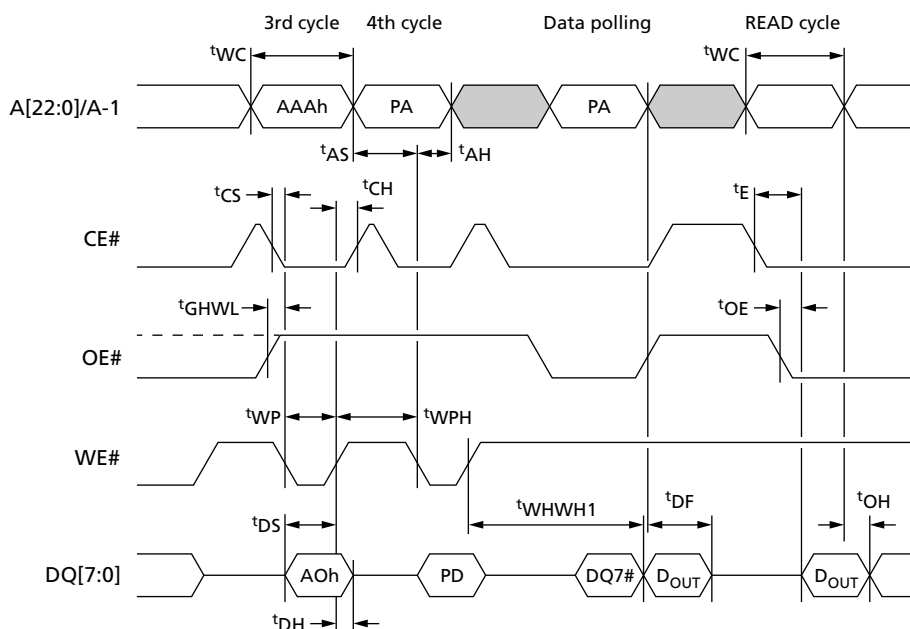 3rd cycle 4th cycle Data polling READ cycle
tWC tWC
A[22:0]/A-1 AAAh PA PA
tAS tAH
tCS tCH tE
CE#
tGHWL tOE
OE#
tWP tWPH
WE#
tWHWH1 tDF tOH
tDS
DQ[7:0] AOh PD DQ7# DOUT DOUT
tDH